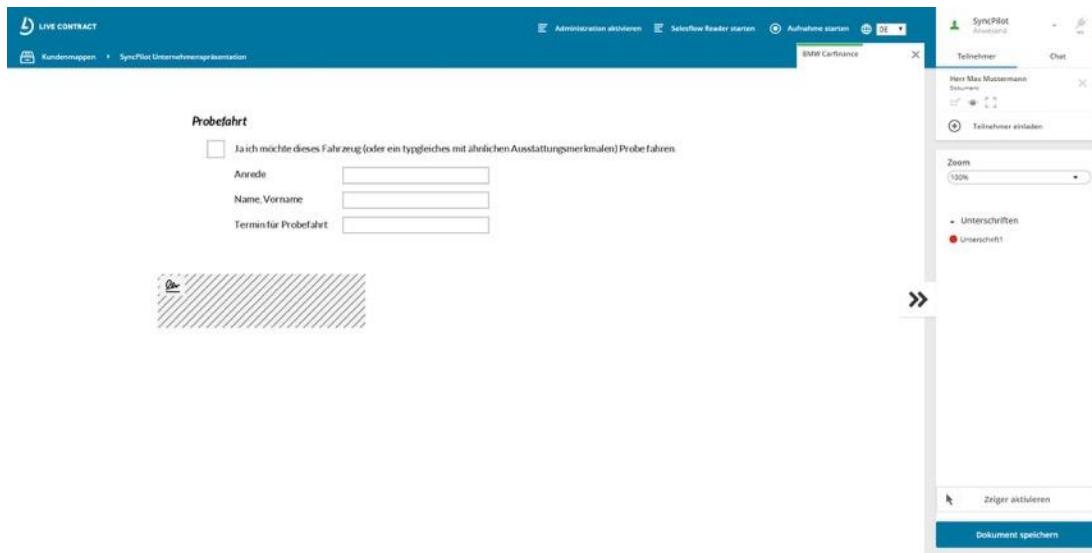 LIVE CONTRACT
Administration aktivieren
Salesflow Reader starten
Aufnahme starten
DE
Kundenmappen
SyncPilot Unternehmenspräsentation
BMW Carfinance
Probefahrt
Ja ich möchte dieses Fahrzeug (oder ein typgleiches mit ähnlichen Ausstattungsmerkmalen) Probe fahren.
Anrede
Name, Vorname
Termin für Probefahrt
SyncPilot
Anwesend
Teilnehmer
Chat
Herr Max Mustermann
Dokument
Teilnehmer einladen
Zoom
100%
Unterschriften
Unterschrift1
Zeiger aktivieren
Dokument speichern